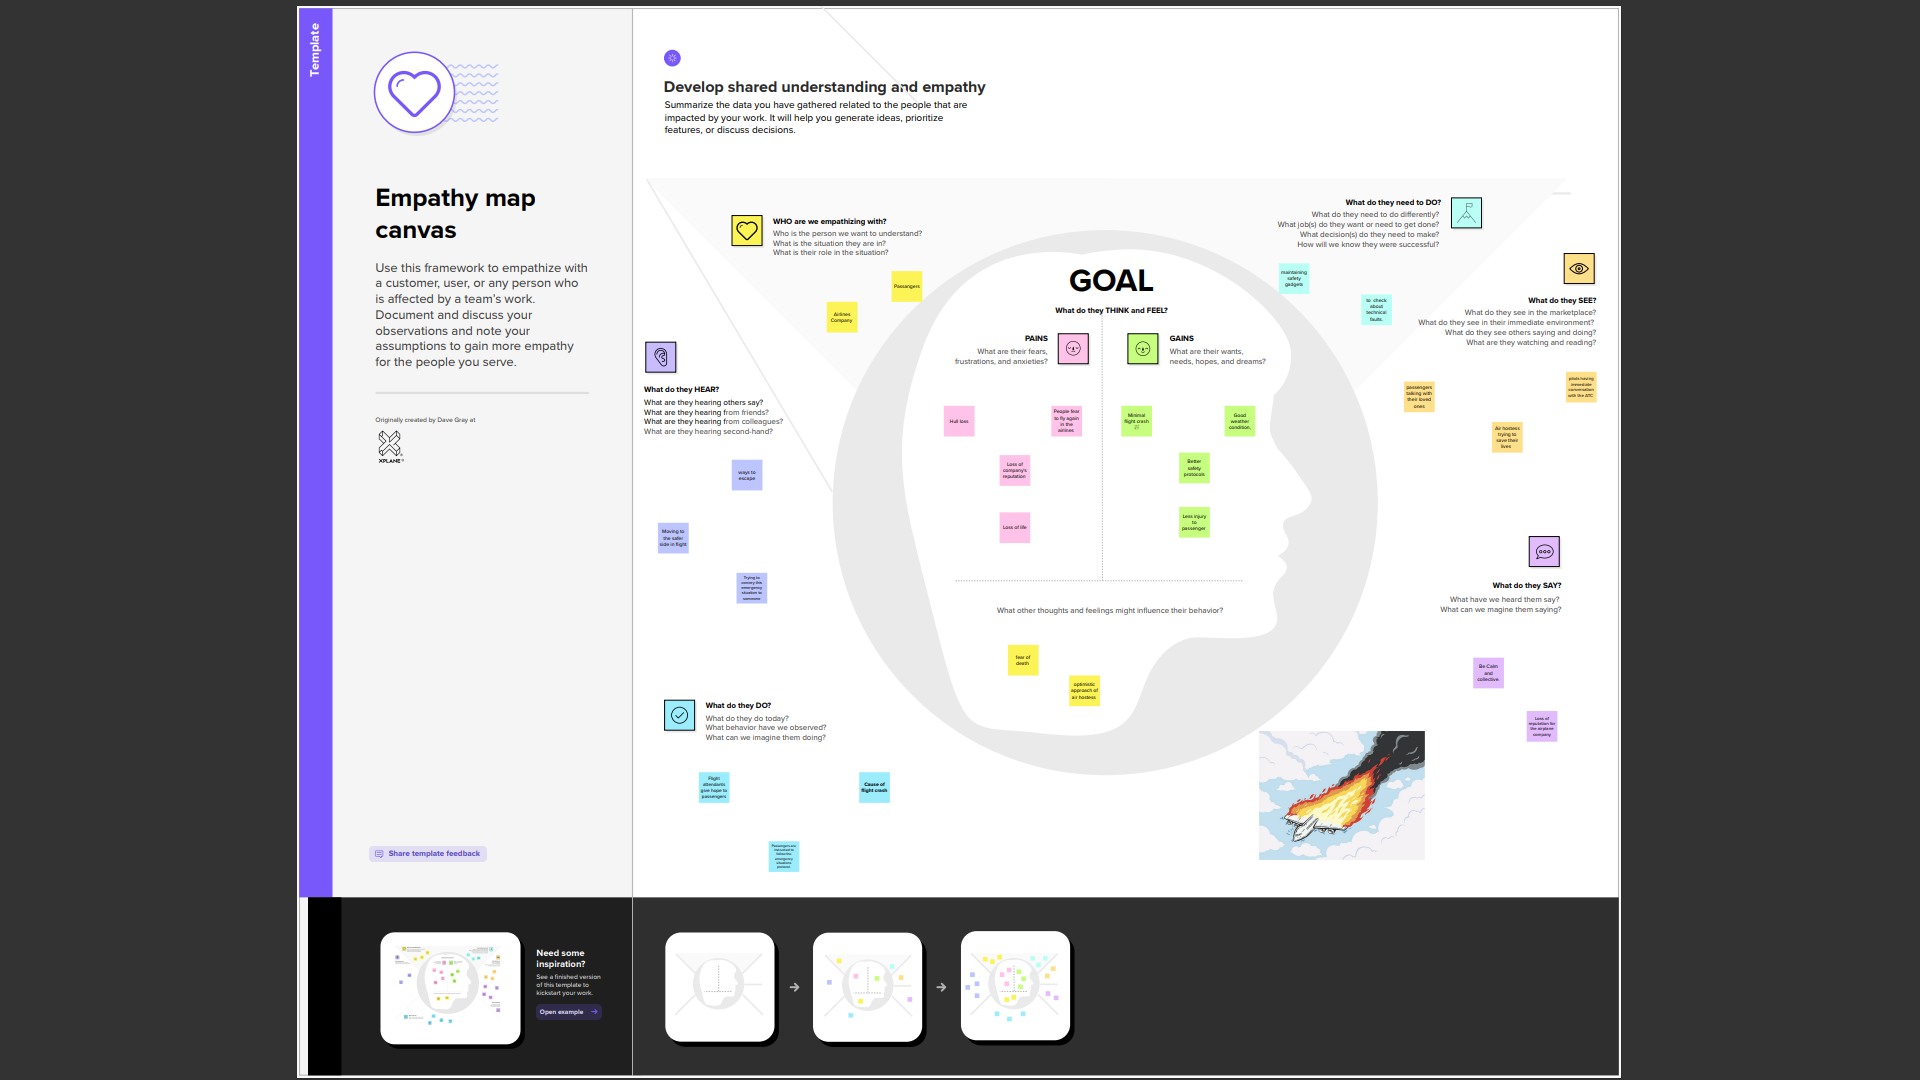 Template
Empathy map
canvas
Use this framework to empathize with
a customer, user, or any person who
is affected by a team's work.
Document and discuss your
observations and note your
assumptions to gain more empathy
for the people you serve.
Originally created by Dave Gray at
XPLANE
Share template feedback
Develop shared understanding and empathy
Summarize the data you have gathered related to the people that are
impacted by your work. It will help you generate ideas, prioritize
features, or discuss decisions.
WHO are we empathizing with?
Who is the person we want to understand?
What is the situation they are in?
What is their role in the situation?
Passengers
Airlines
Company
What do they HEAR?
What are they hearing others say?
What are they hearing from friends?
What are they hearing from colleagues?
What are they hearing second-hand?
ways to
escape
Moving to
the safer
side in flight
Trying to
convey the
emergency
situation to
someone
GOAL
What do they THINK and FEEL?
PAINS
What are their fears,
frustrations, and anxieties?
GAINS
What are their wants,
needs, hopes, and dreams?
Hull loss
People fear
to fly again
in the
airlines
Loss of
company's
reputation
Loss of life
Minimal
flight crash
Good
weather
condition.
Better
safety
protocols
Less injury
to
passenger
What other thoughts and feelings might influence their behavior?
fear of
death
optimistic
approach of
air hostess
What do they need to DO?
What do they need to do differently?
What job(s) do they want or need to get done?
What decision(s) do they need to make?
How will we know they were successful?
maintaining
safety
gadgets
to check
about
technical
faults.
What do they SEE?
What do they see in the marketplace?
What do they see in their immediate environment?
What do they see others saying and doing?
What are they watching and reading?
passengers
talking with
their loved
ones
pilots having
immediate
conversation
with the ATC
Air hostess
trying to
save their
lives
What do they SAY?
What have we heard them say?
What can we magine them saying?
Be Calm
and
collective.
Loss of
reputation for
the airplane
company
What do they DO?
What do they do today?
What behavior have we observed?
What can we imagine them doing?
Flight
attendants
give hope to
passengers
Cause of
flight crash
Passengers are
instructed to
follow the
emergency
situations
protocol.
Need some
inspiration?
See a finished version
of this template to
kickstart your work.
Open example